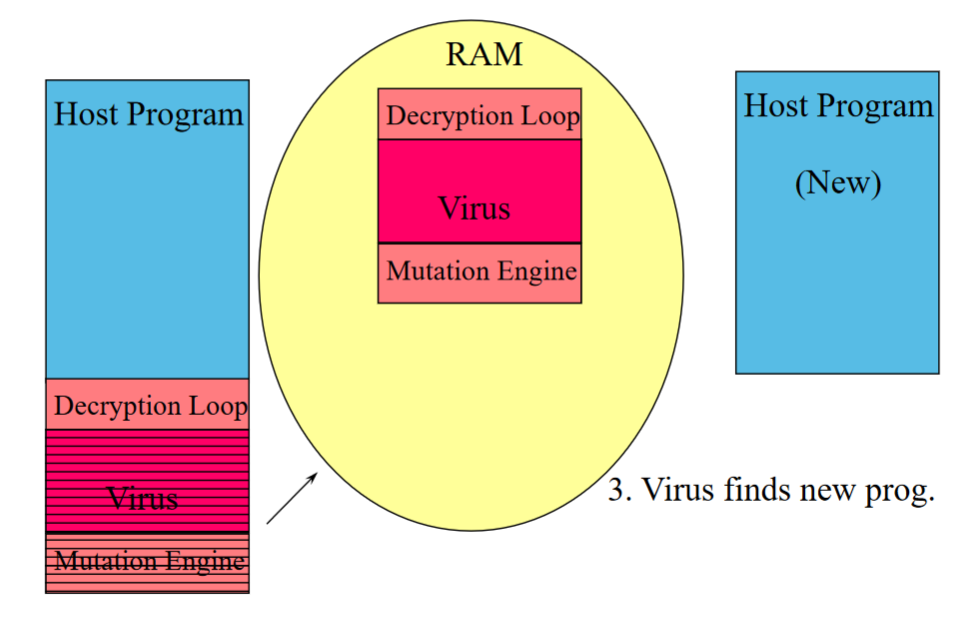 Host Program
Decryption Loop
Virus
Mutation Engine
RAM
Decryption Loop
Virus
Mutation Engine
Host Program
(New)
3. Virus finds new prog.